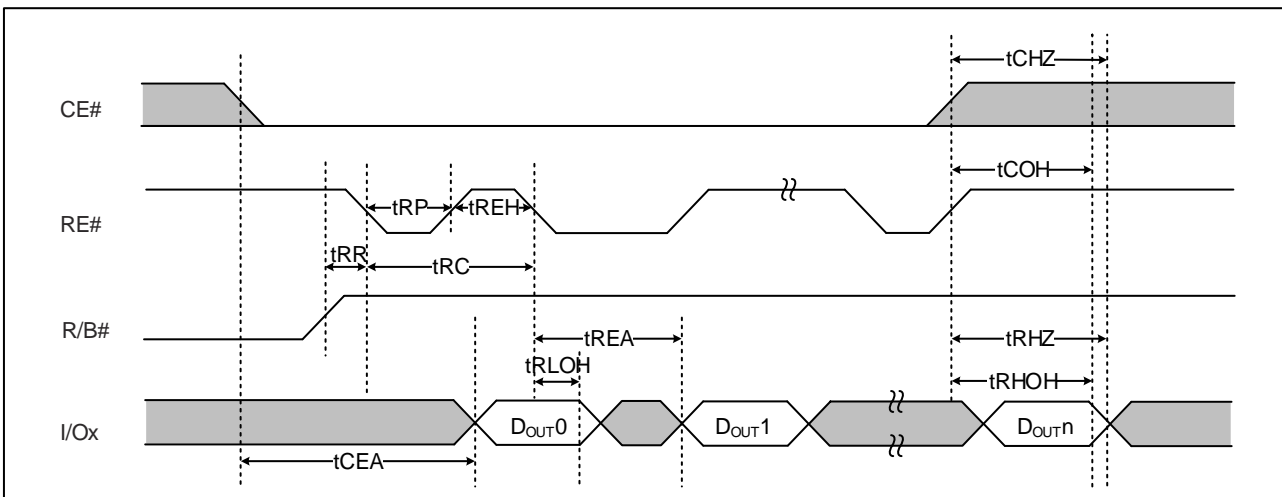 tCHZ
CE#
tCOH
tRP
tREH
RE#
tRR
tRC
R/B#
tREA
tRHZ
tRLOH
tRHOH
I/Ox
DOUT0
DOUT1
DOUTn
tCEA